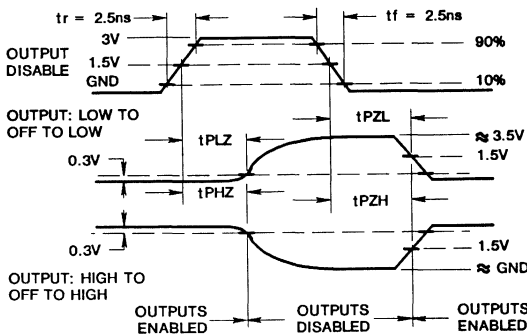 tr = 2.5ns
tf = 2.5ns
3V
90%
OUTPUT
DISABLE
1.5V
GND
10%
OUTPUT: LOW TO
OFF TO LOW
tPZL
tPLZ
≈ 3.5V
0.3V
1.5V
tPHZ
tPZH
0.3V
1.5V
OUTPUT: HIGH TO
OFF TO HIGH
≈ GND
OUTPUTS
ENABLED
OUTPUTS
DISABLED
OUTPUTS
ENABLED